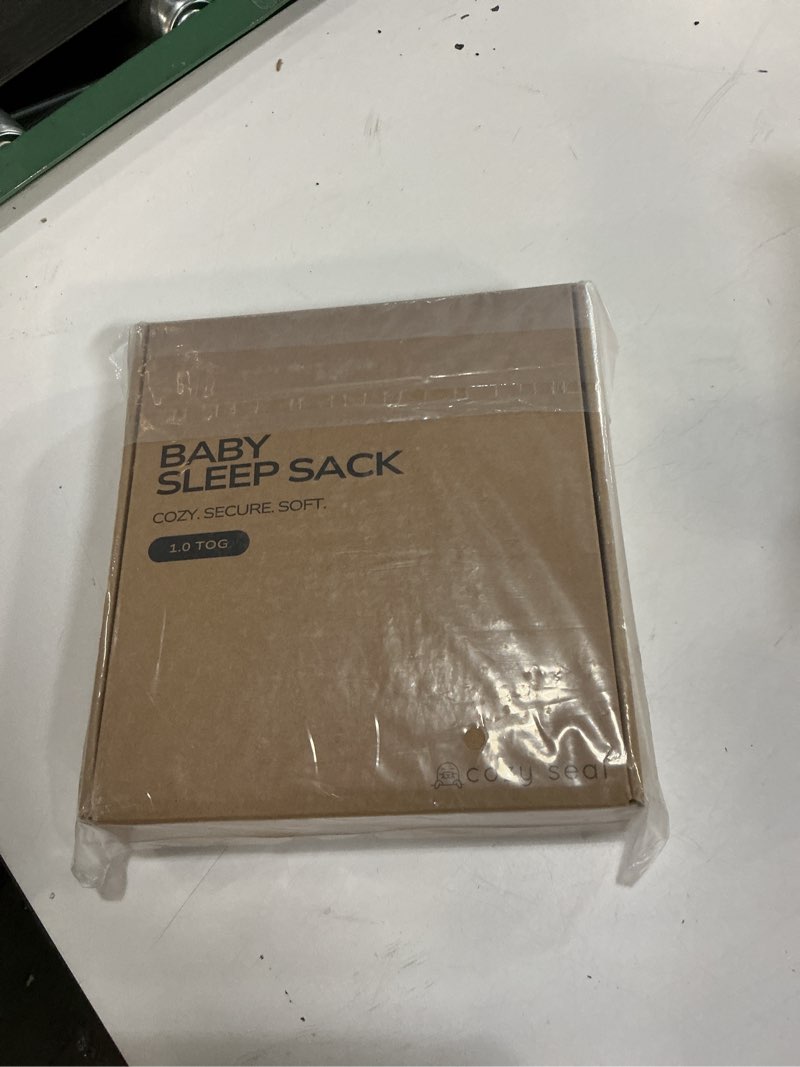 BABY
SLEEP SACK
COZY. SECURE. SOFT.
1.0 TOG
cozy seal